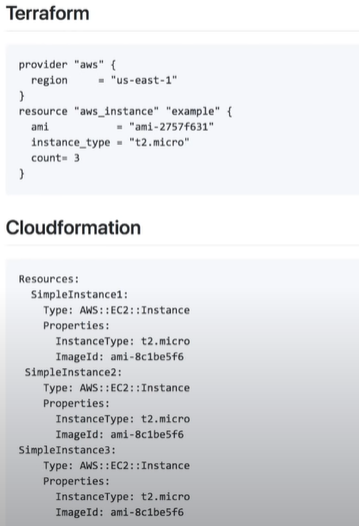 Terraform
provider "aws" {
  region     = "us-east-1"
}
resource "aws_instance" "example" {
  ami           = "ami-2757f631"
  instance_type = "t2.micro"
  count= 3
}
Cloudformation
Resources:
  SimpleInstance1:
    Type: AWS::EC2::Instance
    Properties:
      InstanceType: t2.micro
      ImageId: ami-8c1be5f6
 SimpleInstance2:
    Type: AWS::EC2::Instance
    Properties:
      InstanceType: t2.micro
      ImageId: ami-8c1be5f6
SimpleInstance3:
    Type: AWS::EC2::Instance
    Properties:
      InstanceType: t2.micro
      ImageId: ami-8c1be5f6